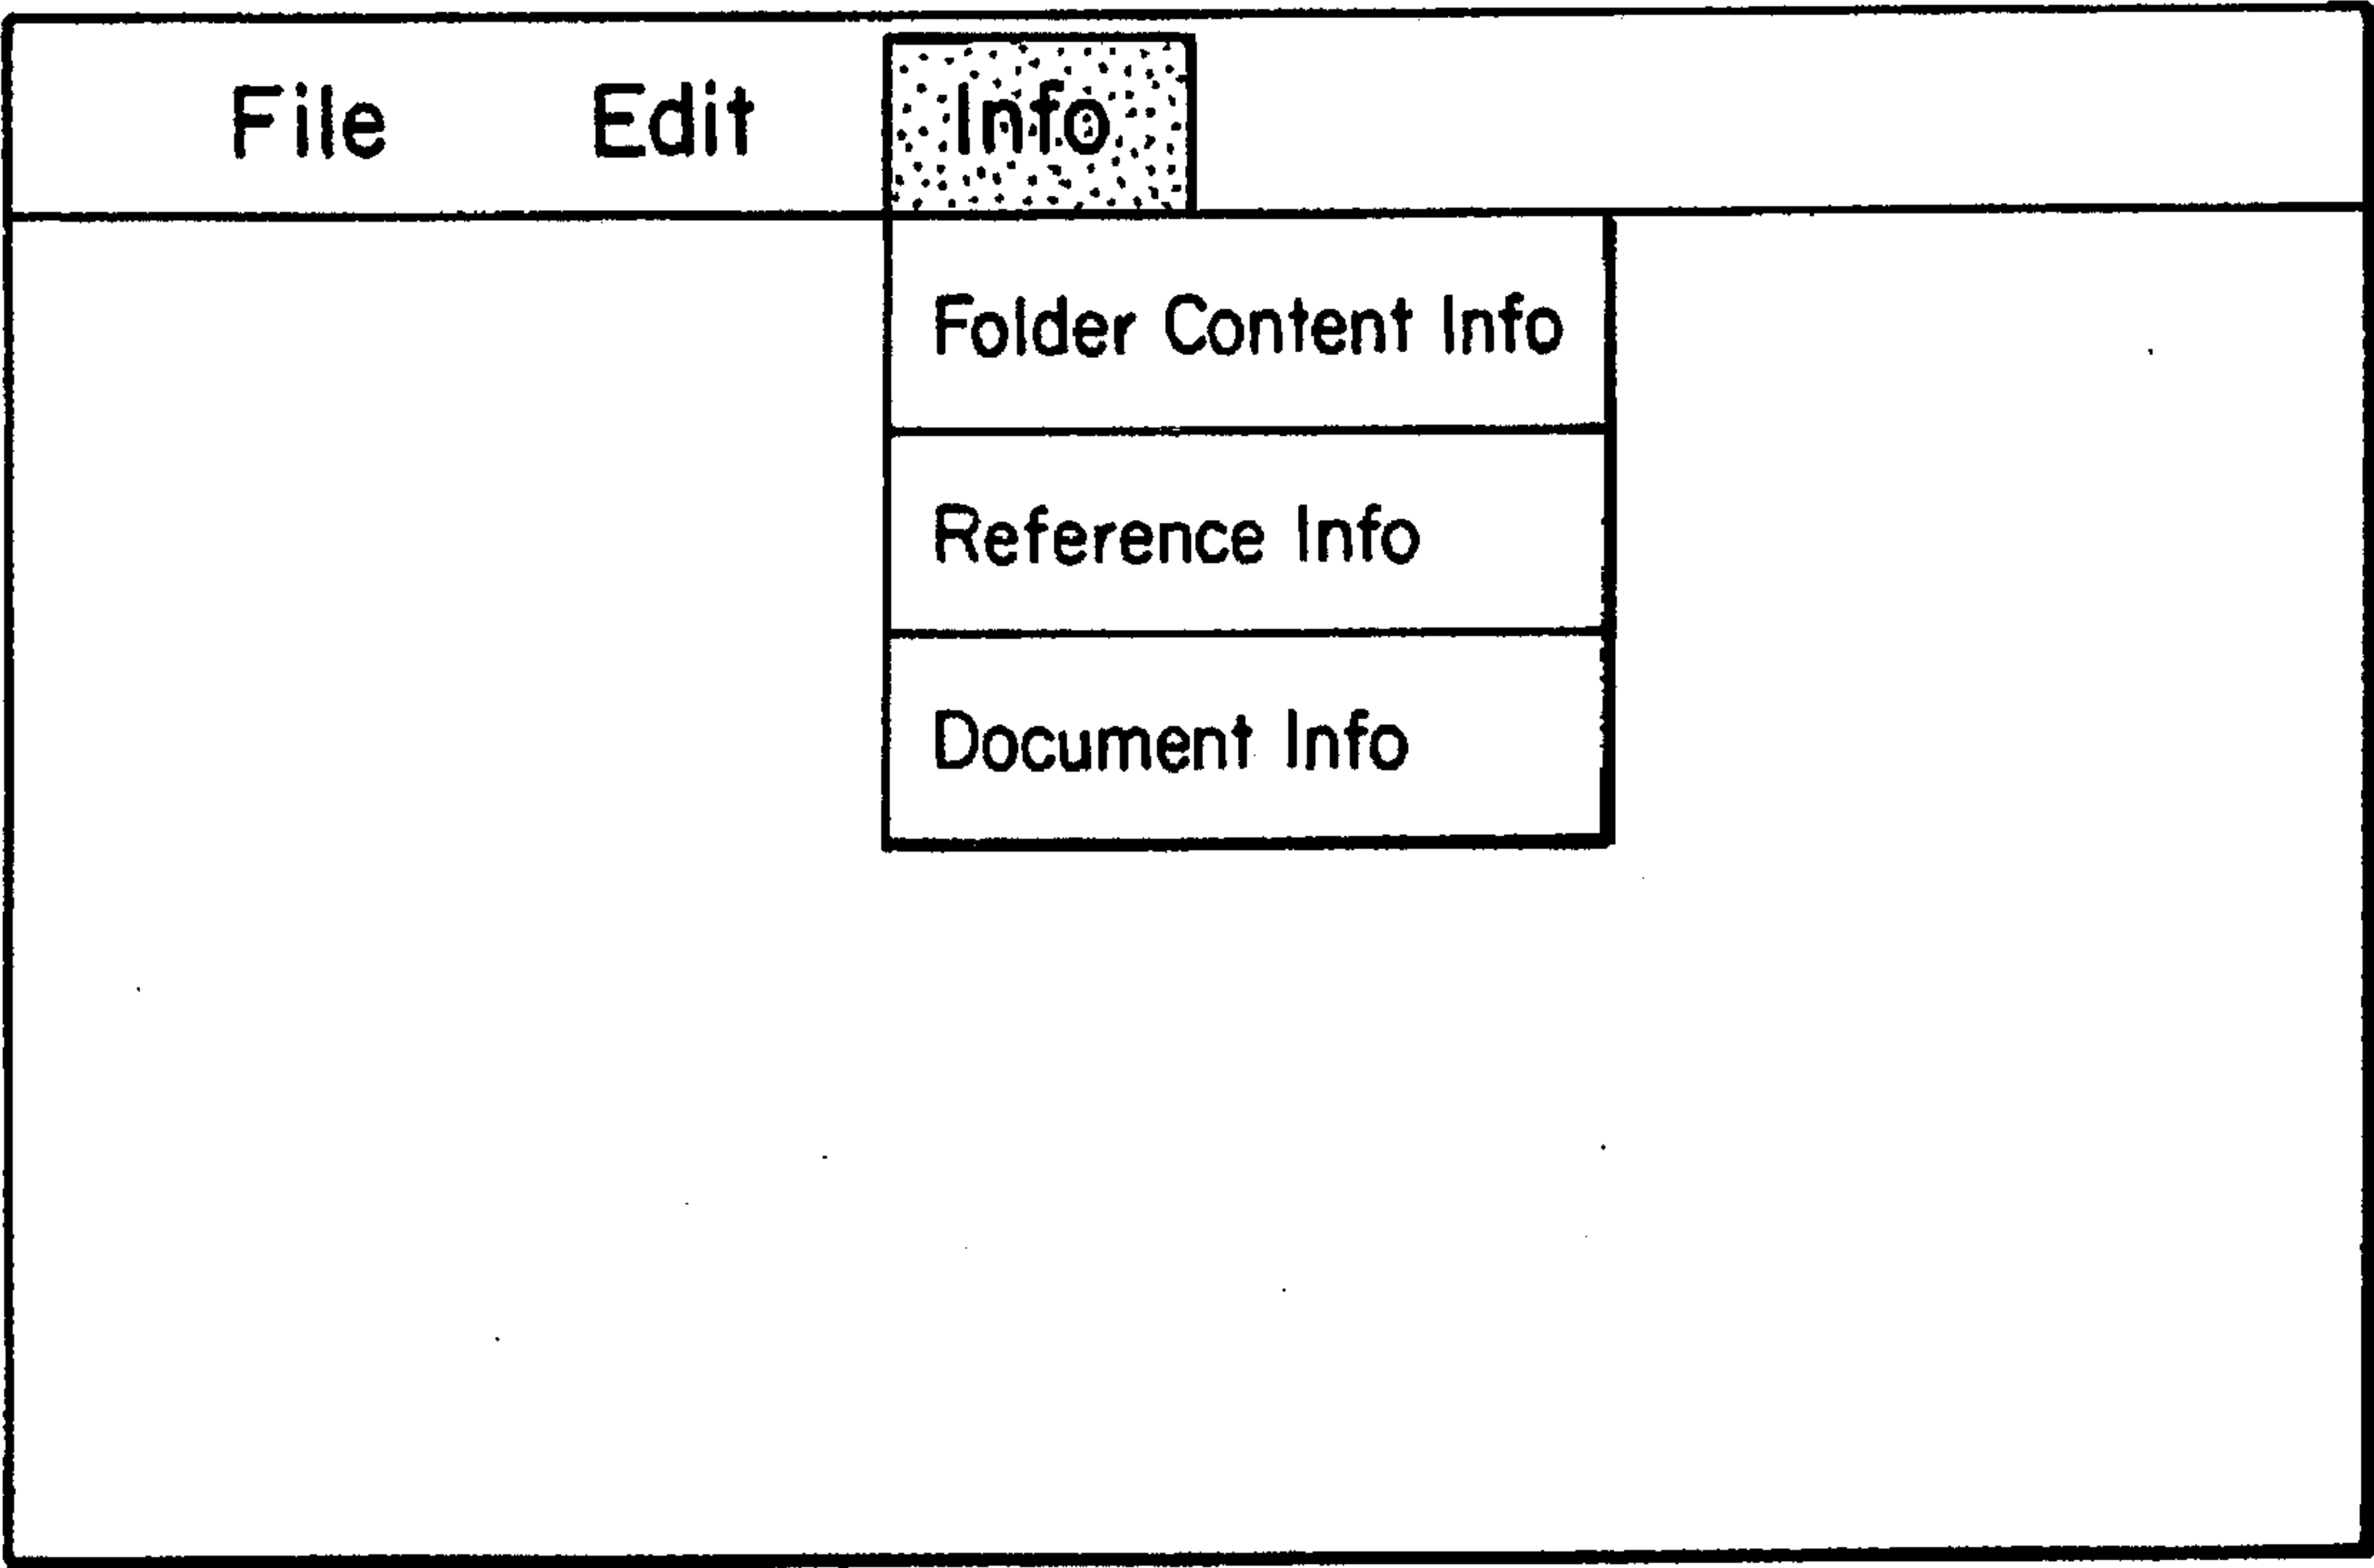 File Edit Info
Folder Content Info
Reference Info
Document Info